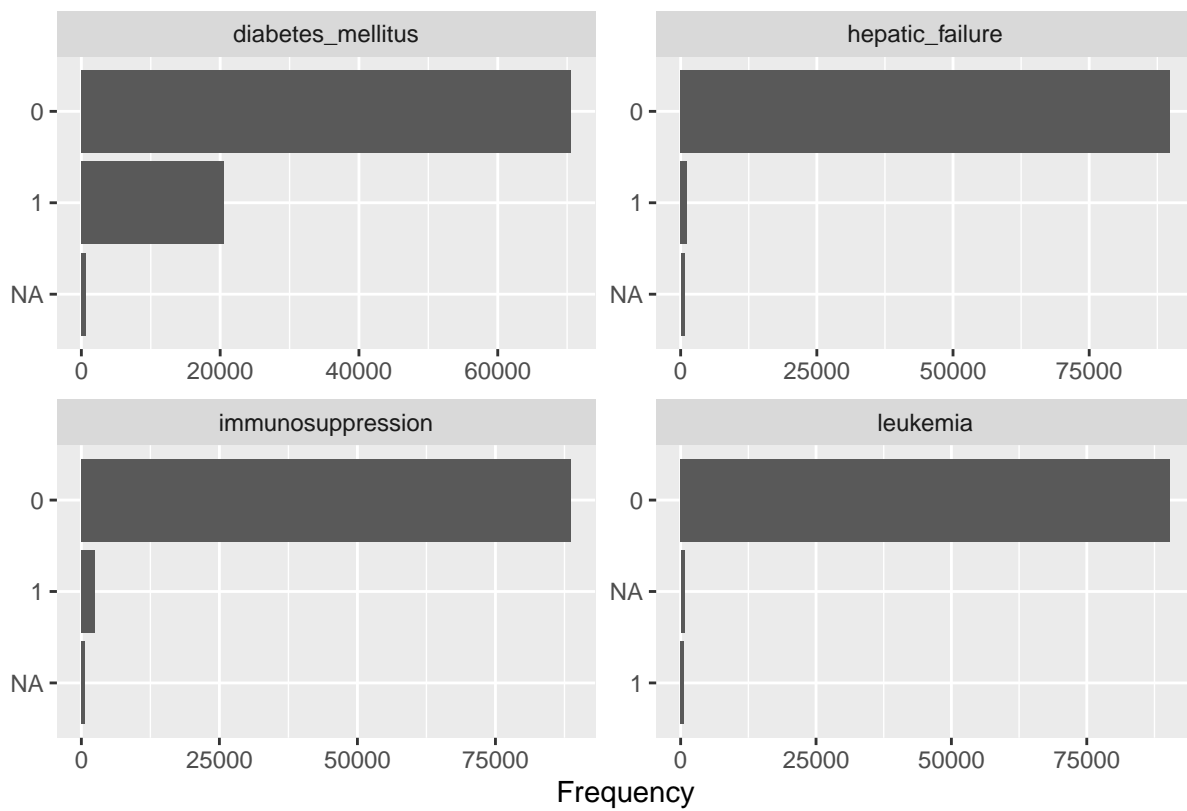 diabetes_mellitus
0
1
NA
0 20000 40000 60000
hepatic_failure
0
1
NA
0 25000 50000 75000
immunosuppression
0
1
NA
0 25000 50000 75000
leukemia
0
NA
1
0 25000 50000 75000
Frequency